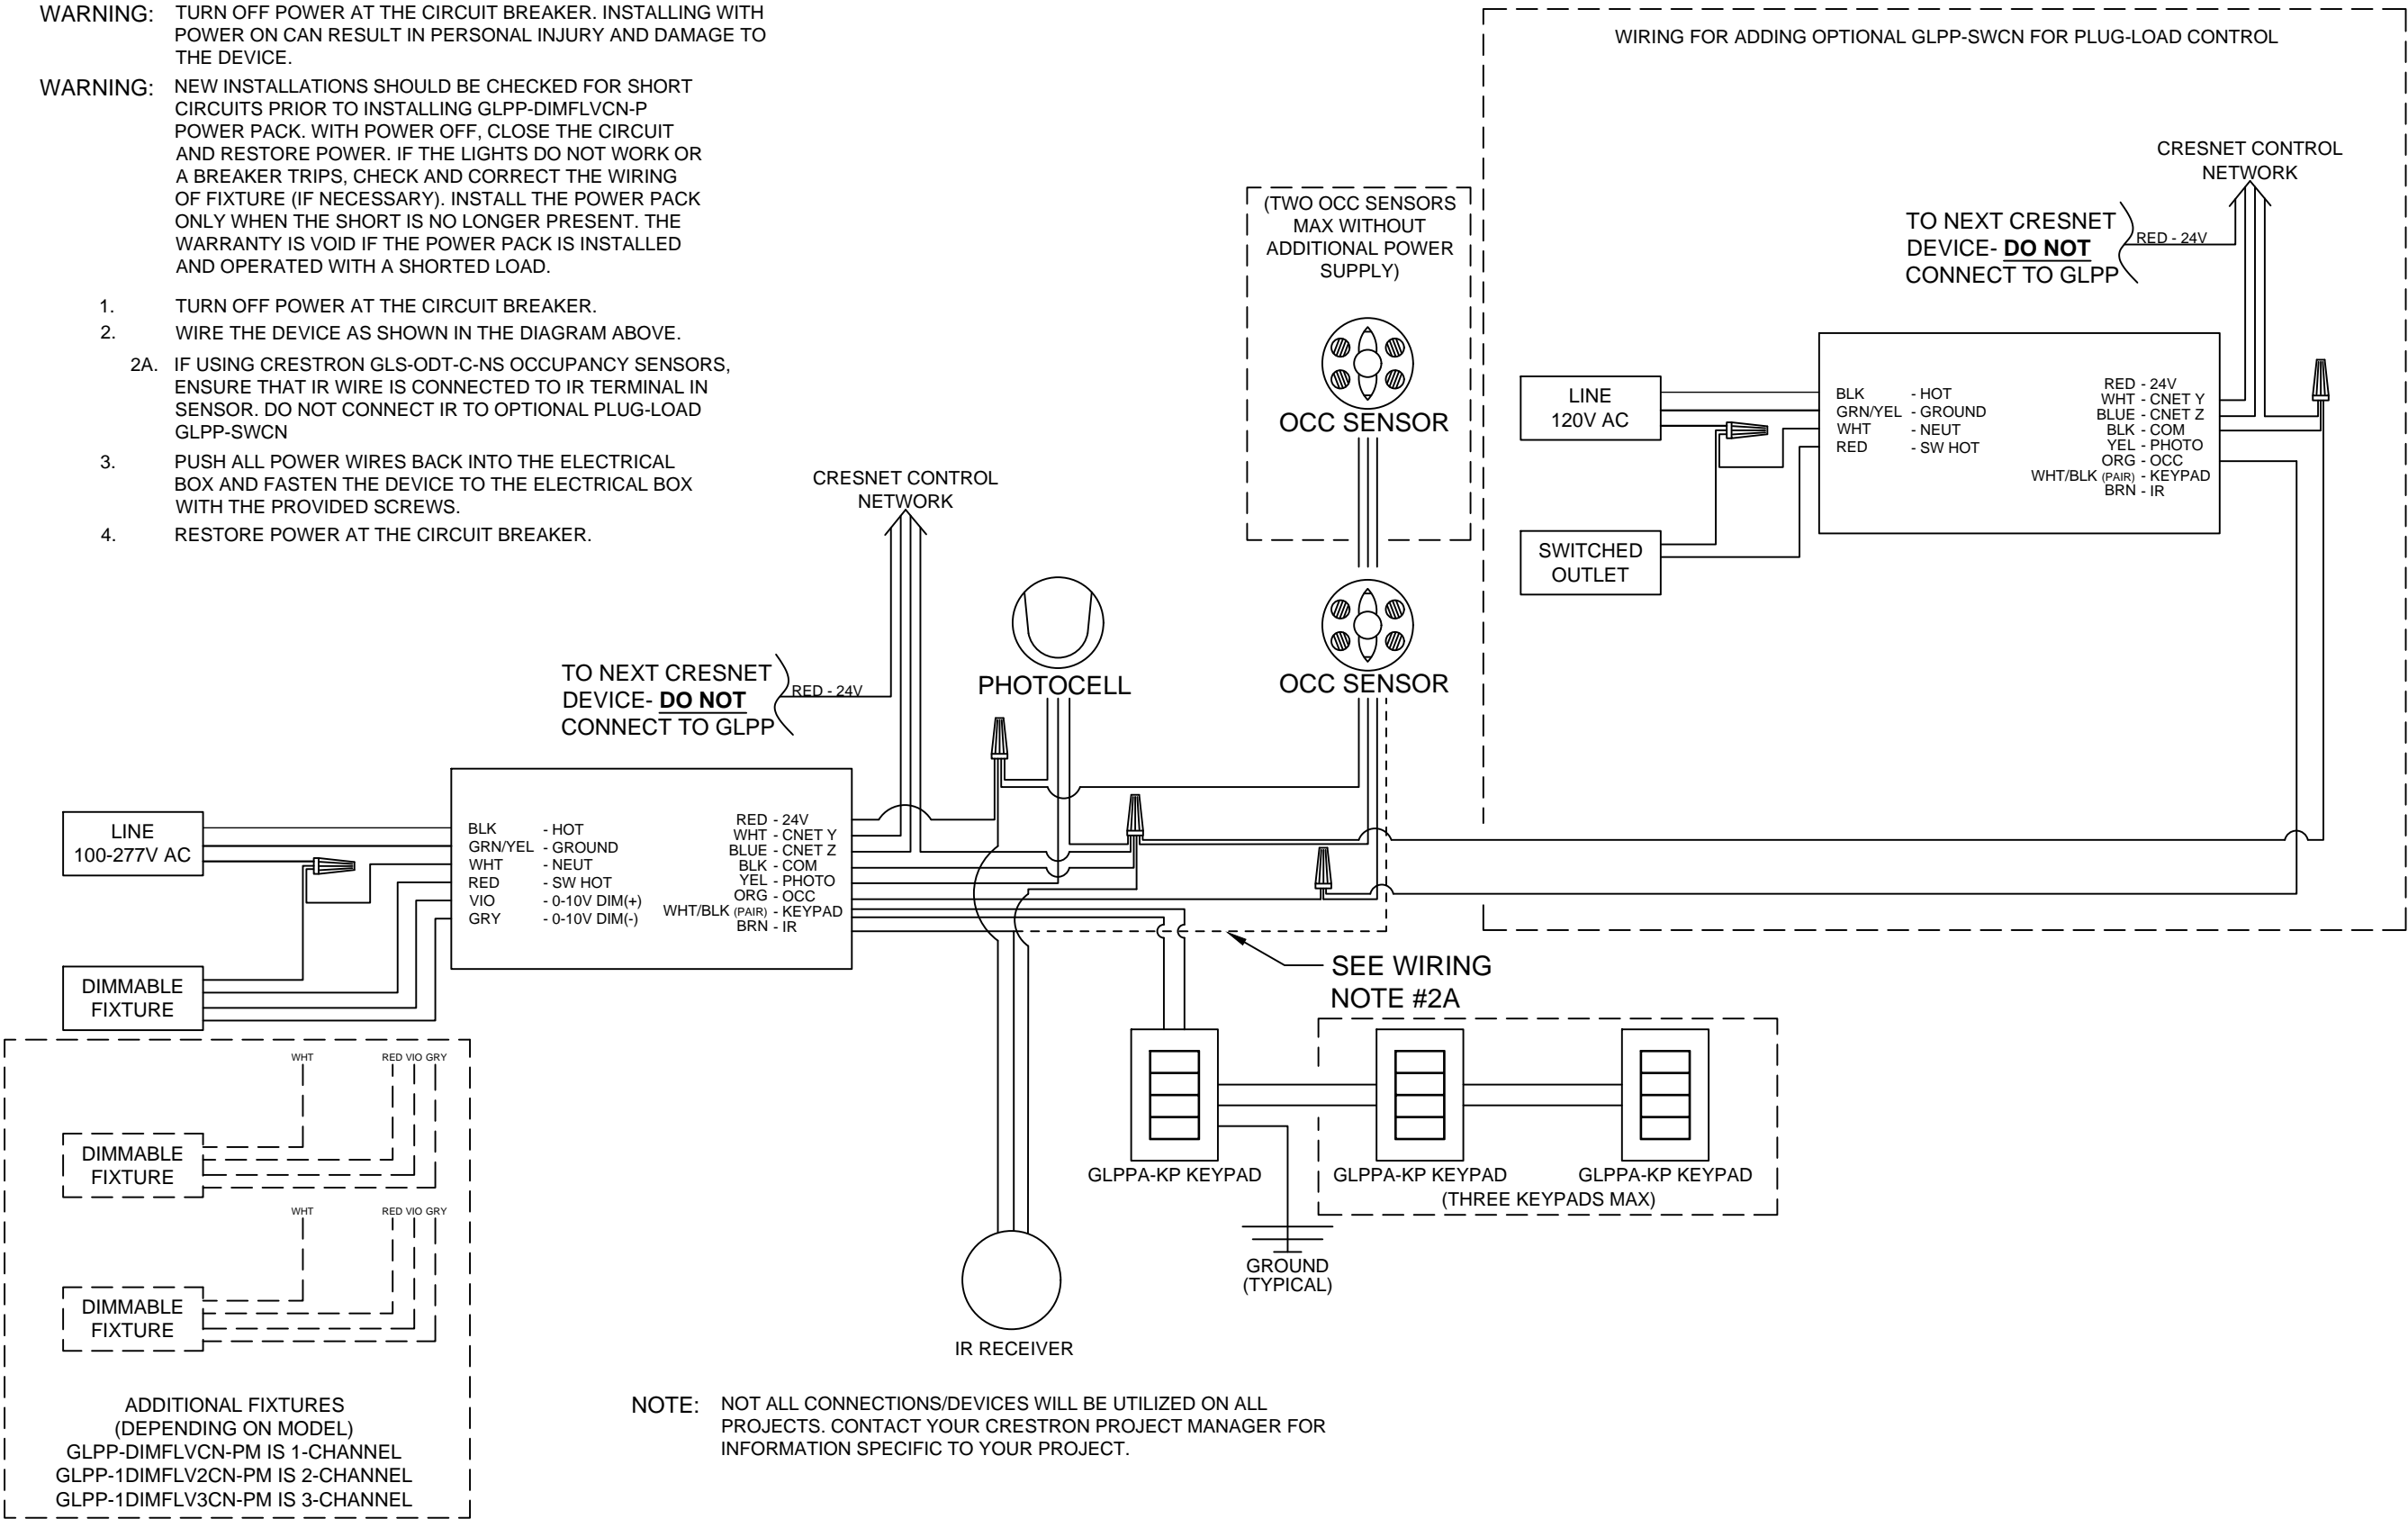 WARNING: TURN OFF POWER AT THE CIRCUIT BREAKER. INSTALLING WITH
POWER ON CAN RESULT IN PERSONAL INJURY AND DAMAGE TO
THE DEVICE.
WARNING: NEW INSTALLATIONS SHOULD BE CHECKED FOR SHORT
CIRCUITS PRIOR TO INSTALLING GLPP-DIMFLVCN-P
POWER PACK. WITH POWER OFF, CLOSE THE CIRCUIT
AND RESTORE POWER. IF THE LIGHTS DO NOT WORK OR
A BREAKER TRIPS, CHECK AND CORRECT THE WIRING
OF FIXTURE (IF NECESSARY). INSTALL THE POWER PACK
ONLY WHEN THE SHORT IS NO LONGER PRESENT. THE
WARRANTY IS VOID IF THE POWER PACK IS INSTALLED
AND OPERATED WITH A SHORTED LOAD.
1. TURN OFF POWER AT THE CIRCUIT BREAKER.
2. WIRE THE DEVICE AS SHOWN IN THE DIAGRAM ABOVE.
2A. IF USING CRESTRON GLS-ODT-C-NS OCCUPANCY SENSORS,
ENSURE THAT IR WIRE IS CONNECTED TO IR TERMINAL IN
SENSOR. DO NOT CONNECT IR TO OPTIONAL PLUG-LOAD
GLPP-SWCN
3. PUSH ALL POWER WIRES BACK INTO THE ELECTRICAL
BOX AND FASTEN THE DEVICE TO THE ELECTRICAL BOX
WITH THE PROVIDED SCREWS.
4. RESTORE POWER AT THE CIRCUIT BREAKER.
WIRING FOR ADDING OPTIONAL GLPP-SWCN FOR PLUG-LOAD CONTROL
CRESNET CONTROL
NETWORK
TO NEXT CRESNET
DEVICE- DO NOT
CONNECT TO GLPP
RED - 24V
LINE
120V AC
SWITCHED
OUTLET
BLK - HOT
GRN/YEL - GROUND
WHT - NEUT
RED - SW HOT
RED - 24V
WHT - CNET Y
BLUE - CNET Z
BLK - COM
YEL - PHOTO
ORG - OCC
WHT/BLK (PAIR) - KEYPAD
BRN - IR
(TWO OCC SENSORS
MAX WITHOUT
ADDITIONAL POWER
SUPPLY)
OCC SENSOR
OCC SENSOR
PHOTOCELL
CRESNET CONTROL
NETWORK
TO NEXT CRESNET
DEVICE- DO NOT
CONNECT TO GLPP
RED - 24V
LINE
100-277V AC
DIMMABLE
FIXTURE
BLK - HOT
GRN/YEL - GROUND
WHT - NEUT
RED - SW HOT
VIO - 0-10V DIM(+)
GRY - 0-10V DIM(-)
RED - 24V
WHT - CNET Y
BLUE - CNET Z
BLK - COM
YEL - PHOTO
ORG - OCC
WHT/BLK (PAIR) - KEYPAD
BRN - IR
SEE WIRING
NOTE #2A
GLPPA-KP KEYPAD
GLPPA-KP KEYPAD
GLPPA-KP KEYPAD
(THREE KEYPADS MAX)
GROUND
(TYPICAL)
IR RECEIVER
WHT RED VIO GRY
DIMMABLE
FIXTURE
WHT RED VIO GRY
DIMMABLE
FIXTURE
ADDITIONAL FIXTURES
(DEPENDING ON MODEL)
GLPP-DIMFLVCN-PM IS 1-CHANNEL
GLPP-1DIMFLV2CN-PM IS 2-CHANNEL
GLPP-1DIMFLV3CN-PM IS 3-CHANNEL
NOTE: NOT ALL CONNECTIONS/DEVICES WILL BE UTILIZED ON ALL
PROJECTS. CONTACT YOUR CRESTRON PROJECT MANAGER FOR
INFORMATION SPECIFIC TO YOUR PROJECT.